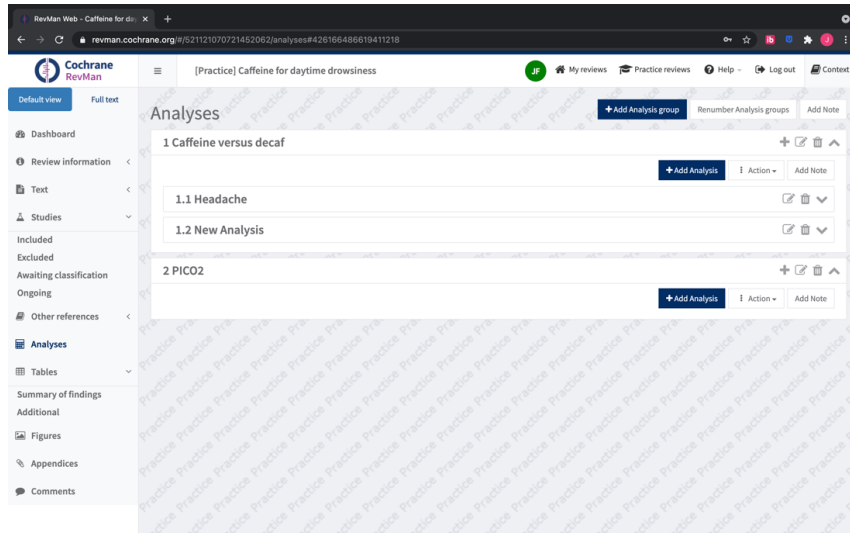 RevMan Web - Caffeine for day
revman.cochrane.org/#/521121070721452062/analyses#426166486619411218
Cochrane
RevMan
[Practice] Caffeine for daytime drowsiness
JF
My reviews
Practice reviews
Help
Log out
Context
Default view
Full text
Analyses
Add Analysis group
Renumber Analysis groups
Add Note
Dashboard
Review information
Text
Studies
Included
Excluded
Awaiting classification
Ongoing
Other references
Analyses
Tables
Summary of findings
Additional
Figures
Appendices
Comments
1 Caffeine versus decaf
Add Analysis
Action
Add Note
1.1 Headache
1.2 New Analysis
2 PICO2
Add Analysis
Action
Add Note
Practice